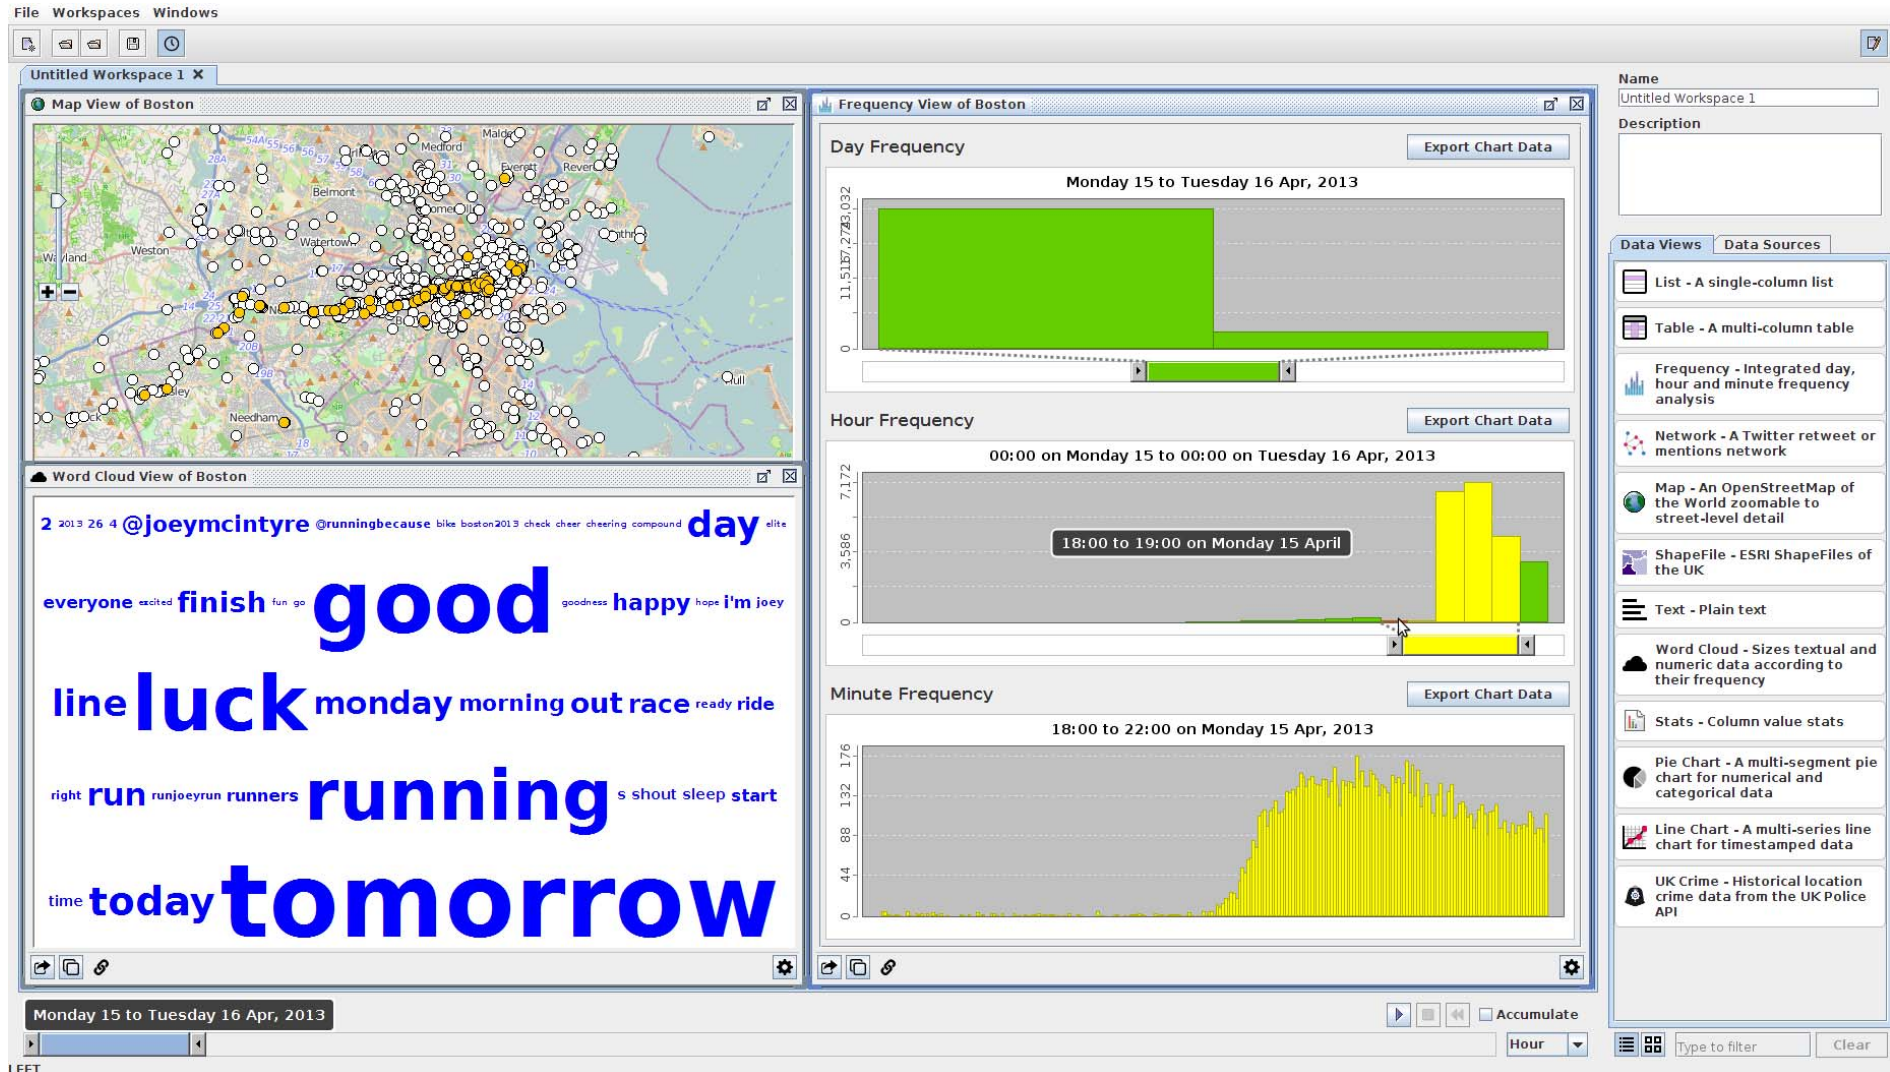 File Workspaces Windows
Untitled Workspace 1
Map View of Boston
Malden
Medford
Everett
Belmont
Watertown
Weston
Needham
Hull
Word Cloud View of Boston
2 2013 26 4 @joeymcintyre @runningbecause bike boston2013 check cheer cheering compound day elite
everyone excited finish fun go good goodness happy hope i'm joey
line luck monday morning out race ready ride
right run runjoeyrun runners running s shout sleep start
time today tomorrow
Frequency View of Boston
Day Frequency
Export Chart Data
Monday 15 to Tuesday 16 Apr, 2013
0
Hour Frequency
Export Chart Data
00:00 on Monday 15 to 00:00 on Tuesday 16 Apr, 2013
7,172
3,586
0
18:00 to 19:00 on Monday 15 April
Minute Frequency
Export Chart Data
18:00 to 22:00 on Monday 15 Apr, 2013
176
132
88
44
0
Name
Untitled Workspace 1
Description
Data Views
Data Sources
List - A single-column list
Table - A multi-column table
Frequency - Integrated day,
hour and minute frequency
analysis
Network - A Twitter retweet or
mentions network
Map - An OpenStreetMap of
the World zoomable to
street-level detail
ShapeFile - ESRI ShapeFiles of
the UK
Text - Plain text
Word Cloud - Sizes textual and
numeric data according to
their frequency
Stats - Column value stats
Pie Chart - A multi-segment pie
chart for numerical and
categorical data
Line Chart - A multi-series line
chart for timestamped data
UK Crime - Historical location
crime data from the UK Police
API
Monday 15 to Tuesday 16 Apr, 2013
Accumulate
Hour
Type to filter
Clear
LEFT